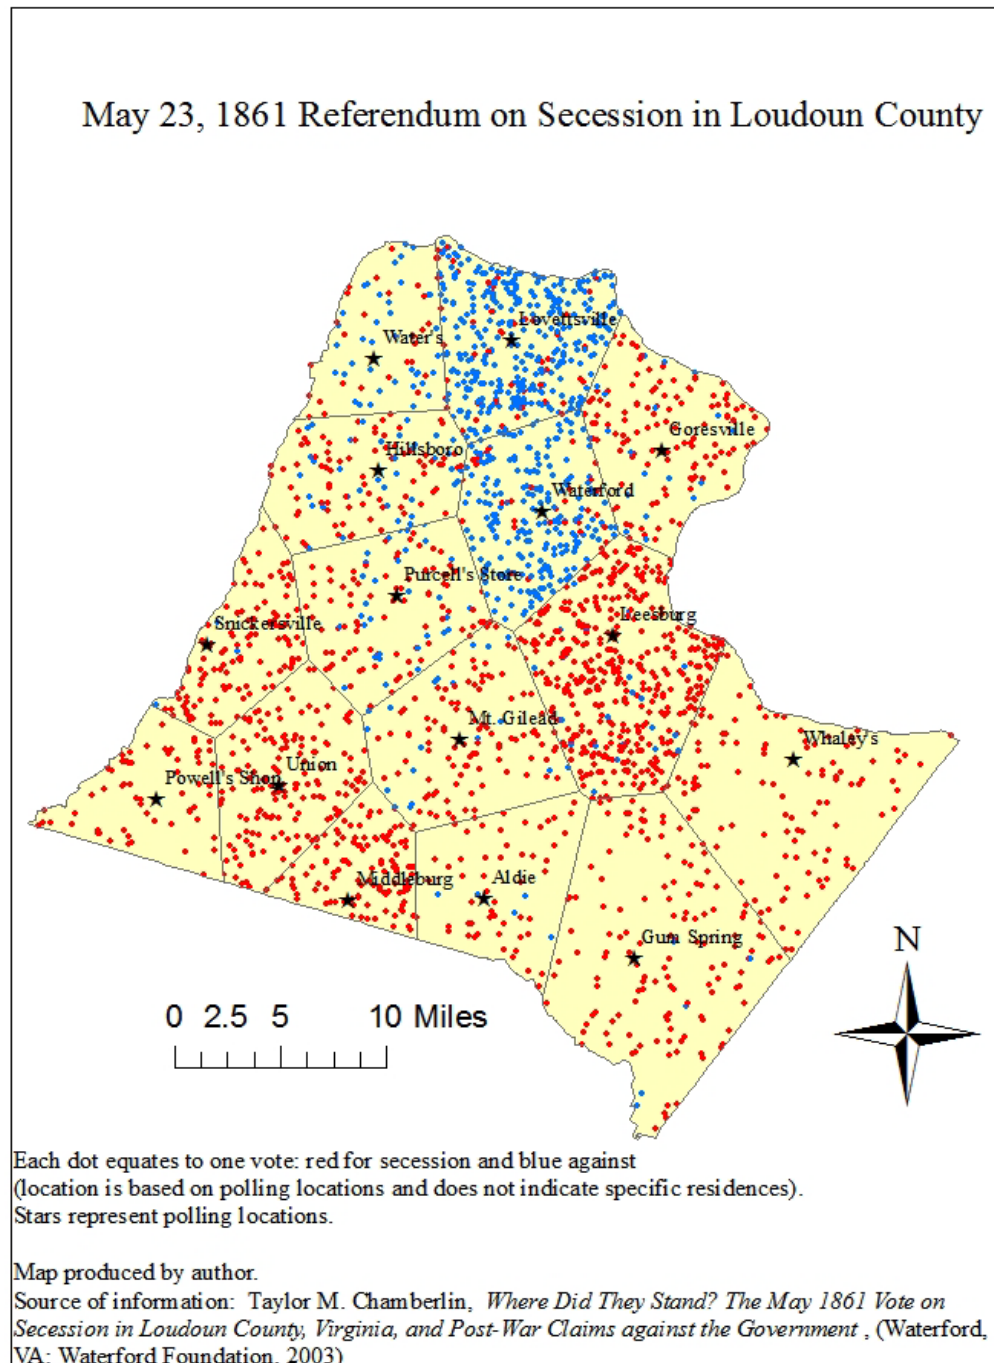 May 23, 1861 Referendum on Secession in Loudoun County
Lovettsville
Water's
Goresville
Hillsboro
Waterford
Purcell's Store
Leesburg
Snickersville
Mt. Gilead
Whaley's
Union
Powell's Shop
Middleburg
Aldie
Gum Spring
N
0 2.5 5 10 Miles
Each dot equates to one vote: red for secession and blue against
(location is based on polling locations and does not indicate specific residences).
Stars represent polling locations.
Map produced by author.
Source of information: Taylor M. Chamberlin, Where Did They Stand? The May 1861 Vote on
Secession in Loudoun County, Virginia, and Post-War Claims against the Government , (Waterford,
VA: Waterford Foundation, 2003)